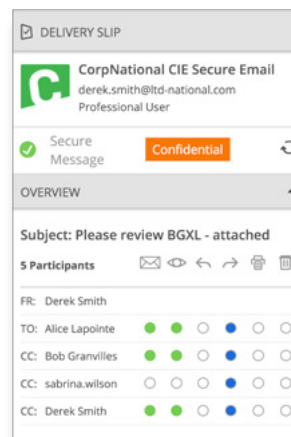 DELIVERY SLIP
CorpNational CIE Secure Email
derek.smith@ltd-national.com
Professional User
Secure
Message
Confidential
OVERVIEW
Subject: Please review BGXL - attached
5 Participants
FR: Derek Smith
TO: Alice Lapointe
CC: Bob Granvilles
CC: sabrina.wilson
CC: Derek Smith